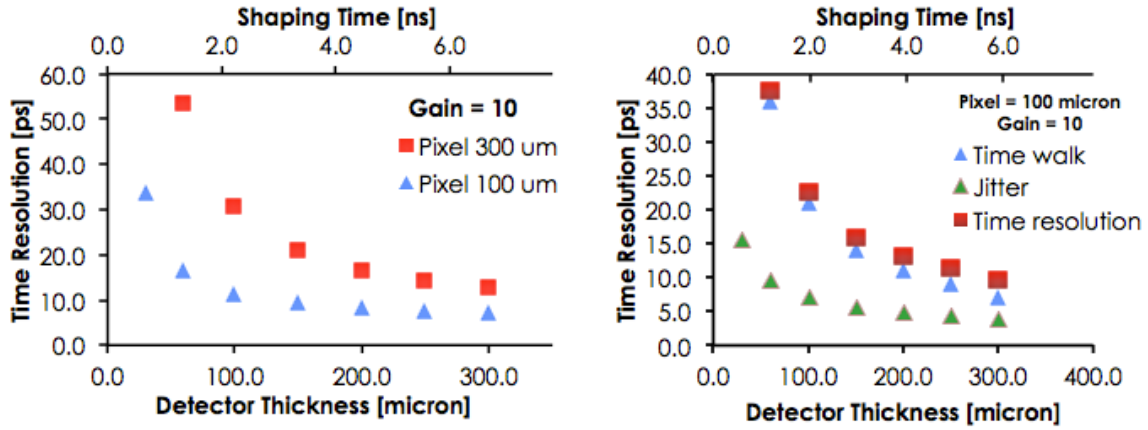 Shaping Time [ns]
0.0 2.0 4.0 6.0
60.0
50.0
40.0
30.0
20.0
10.0
0.0
Time Resolution [ps]
Gain = 10
Pixel 300 um
Pixel 100 um
0.0 100.0 200.0 300.0
Detector Thickness [micron]
Shaping Time [ns]
0.0 2.0 4.0 6.0
40.0
35.0
30.0
25.0
20.0
15.0
10.0
5.0
0.0
Time Resolution [ps]
Pixel = 100 micron
Gain = 10
Time walk
Jitter
Time resolution
0.0 100.0 200.0 300.0 400.0
Detector Thickness [micron]